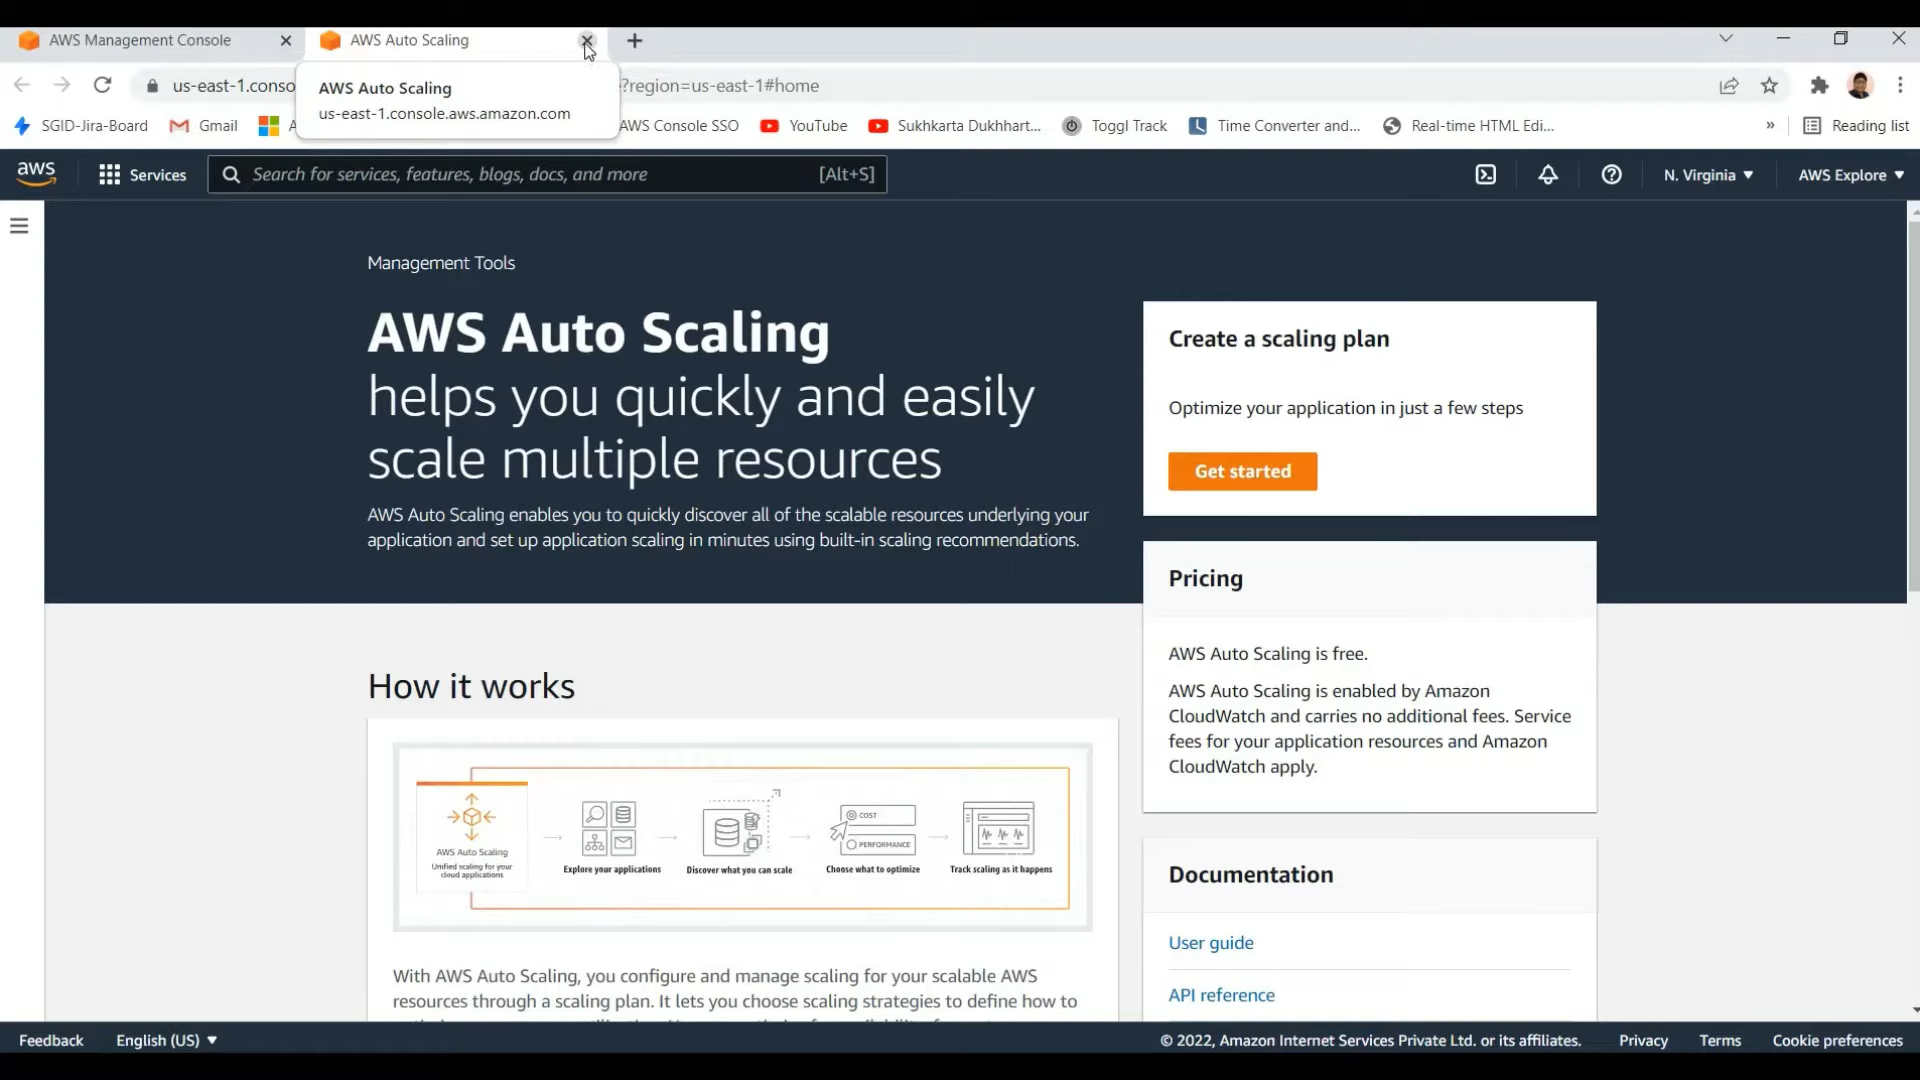 AWS Management Console
AWS Auto Scaling
us-east-1.conso
?region=us-east-1#home
AWS Auto Scaling
us-east-1.console.aws.amazon.com
SGID-Jira-Board
Gmail
A
AWS Console SSO
YouTube
Sukhkarta Dukhhart...
Toggl Track
Time Converter and...
Real-time HTML Edi...
»
Reading list
aws
Services
Search for services, features, blogs, docs, and more
[Alt+S]
N. Virginia
AWS Explore
Management Tools
AWS Auto Scaling
helps you quickly and easily
scale multiple resources
AWS Auto Scaling enables you to quickly discover all of the scalable resources underlying your
application and set up application scaling in minutes using built-in scaling recommendations.
Create a scaling plan
Optimize your application in just a few steps
Get started
Pricing
AWS Auto Scaling is free.
AWS Auto Scaling is enabled by Amazon
CloudWatch and carries no additional fees. Service
fees for your application resources and Amazon
CloudWatch apply.
How it works
AWS Auto Scaling
Unified scaling for your
cloud applications
Explore your applications
Discover what you can scale
COST
PERFORMANCE
Choose what to optimize
Track scaling as it happens
With AWS Auto Scaling, you configure and manage scaling for your scalable AWS
resources through a scaling plan. It lets you choose scaling strategies to define how to
Documentation
User guide
API reference
Feedback
English (US)
© 2022, Amazon Internet Services Private Ltd. or its affiliates.
Privacy
Terms
Cookie preferences